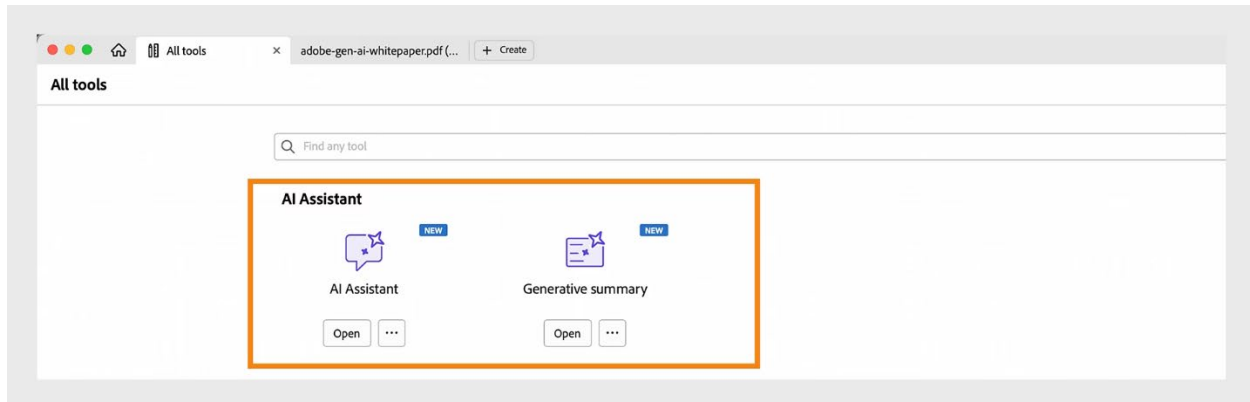 All tools
adobe-gen-ai-whitepaper.pdf (...
+ Create
All tools
Find any tool
AI Assistant
NEW
NEW
AI Assistant
Generative summary
Open
...
Open
...